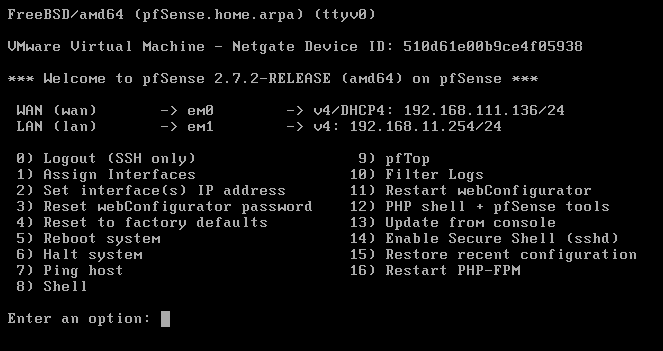 FreeBSD/amd64 (pfSense.home.arpa) (ttyv0)
VMware Virtual Machine - Netgate Device ID: 510d61e00b9ce4f05938
*** Welcome to pfSense 2.7.2-RELEASE (amd64) on pfSense ***
WAN (wan) -> em0 -> v4/DHCP4: 192.168.111.136/24
LAN (lan) -> em1 -> v4: 192.168.11.254/24
0) Logout (SSH only) 9) pfTop
1) Assign Interfaces 10) Filter Logs
2) Set interface(s) IP address 11) Restart webConfigurator
3) Reset webConfigurator password 12) PHP shell + pfSense tools
4) Reset to factory defaults 13) Update from console
5) Reboot system 14) Enable Secure Shell (sshd)
6) Halt system 15) Restore recent configuration
7) Ping host 16) Restart PHP-FPM
8) Shell
Enter an option: